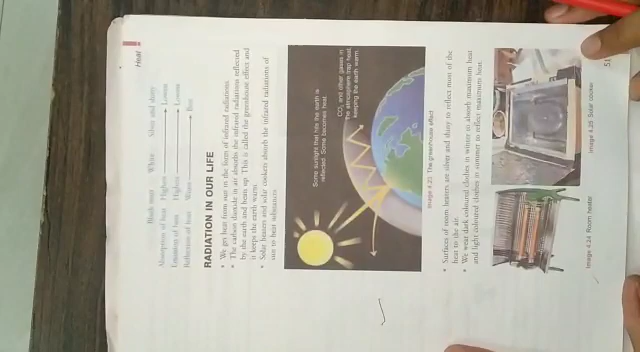 Heat
Black matt White Silver and shiny
Absorption of heat Highest Lowest
Emission of heat Highest Lowest
Reflection of heat Worst Best
RADIATION IN OUR LIFE
• We get heat from sun in the form of infrared radiations.
• The carbon dioxide in air absorbs the infrared radiations reflected
by the earth and heats up. This is called the greenhouse effect and
it keeps the earth warm.
• Solar heaters and solar cookers absorb the infrared radiations of
sun to heat substances.
Some sunlight that hits the earth is
reflected. Some becomes heat.
CO₂ and other gases in
the atmosphere trap heat,
keeping the earth warm.
Image 4.23: The greenhouse effect
• Surfaces of room heaters are silver and shiny to reflect most of the
heat to the air.
• We wear dark coloured clothes in winter to absorb maximum heat
and light coloured clothes in summer to reflect maximum heat.
Image 4.24: Room heater
Image 4.25: Solar cooker
51